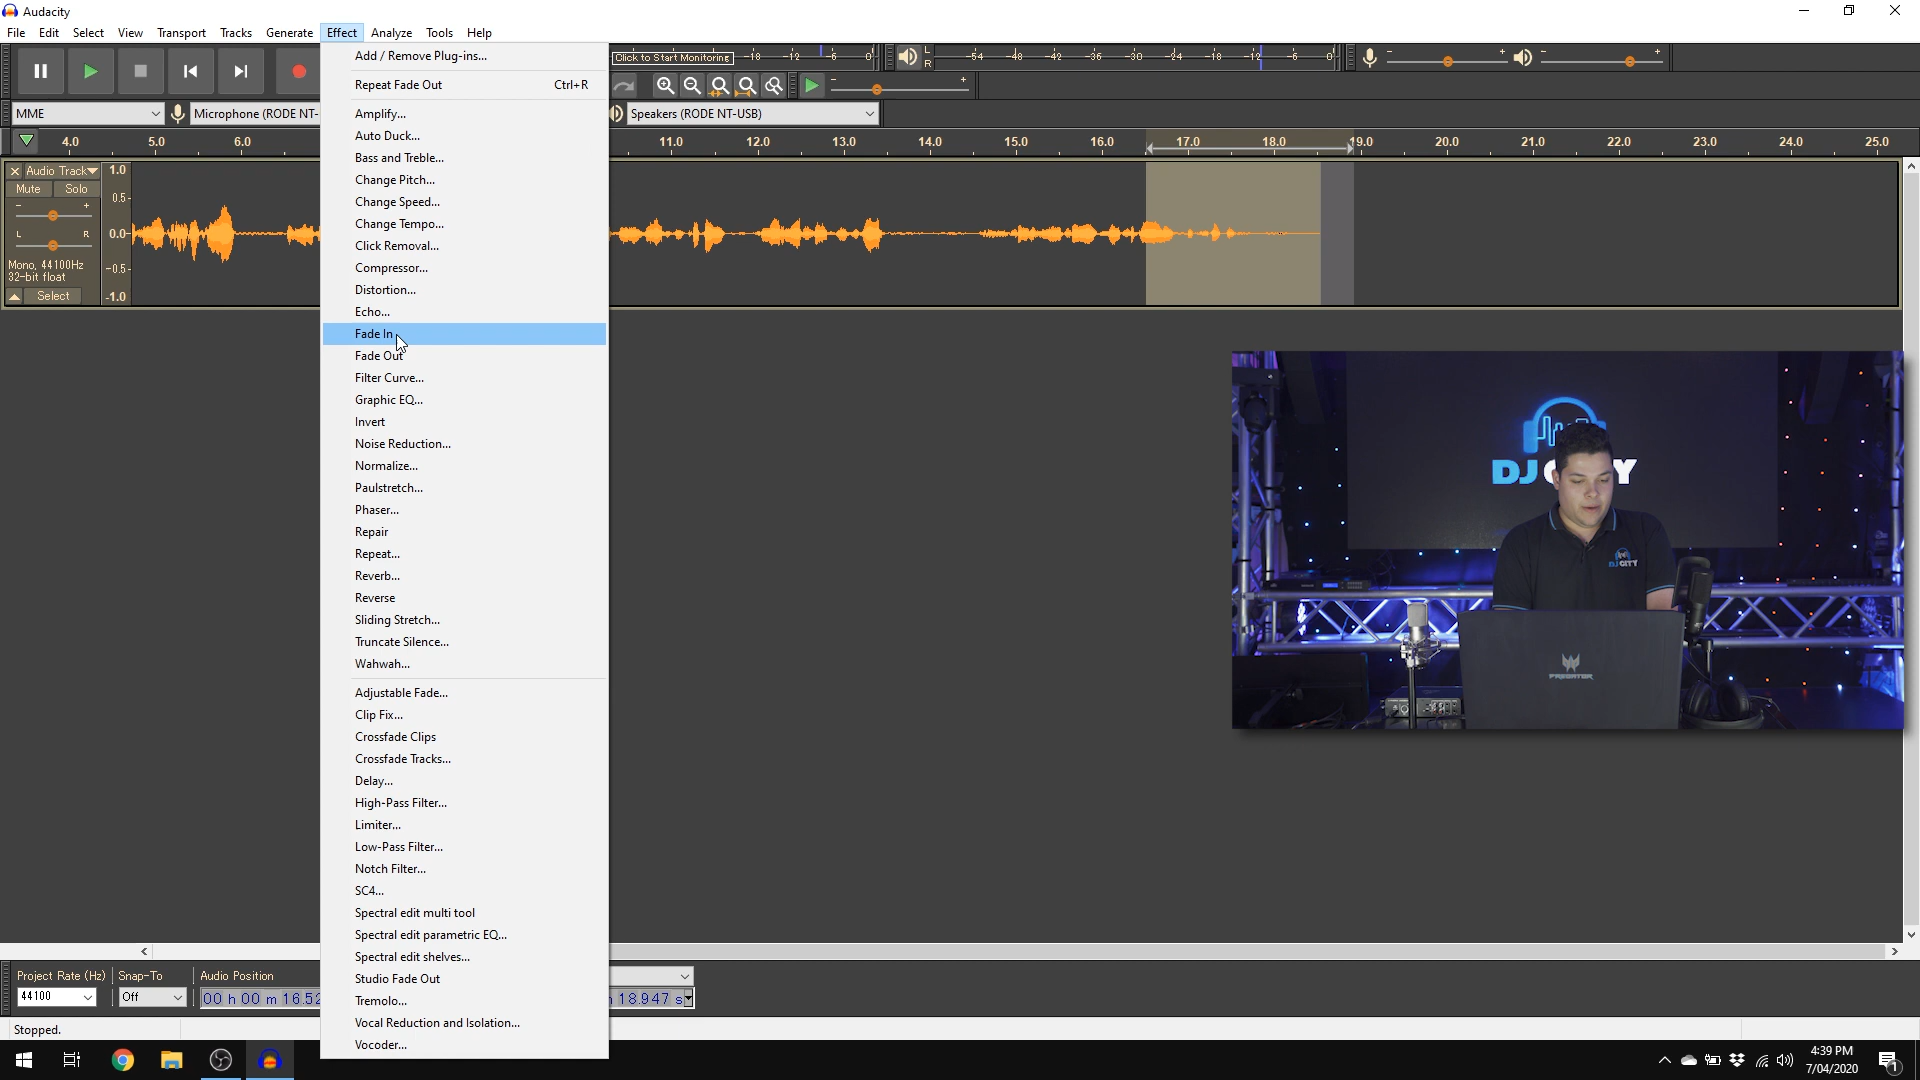 Audacity
File Edit Select View Transport Tracks Generate Effect Analyze Tools Help
Click to Start Monitoring -18 -12 -6 0
L R -54 -48 -42 -36 -30 -24 -18 -12 -6 0
MME
Microphone (RODE NT-
Speakers (RODE NT-USB)
4.0 5.0 6.0 11.0 12.0 13.0 14.0 15.0 16.0 17.0 18.0 19.0 20.0 21.0 22.0 23.0 24.0 25.0
Audio Track
Mute Solo
- +
L R
Mono, 44100Hz
32-bit float
Select
1.0
0.5-
0.0-
-0.5-
-1.0
Add / Remove Plug-ins...
Repeat Fade Out Ctrl+R
Amplify...
Auto Duck...
Bass and Treble...
Change Pitch...
Change Speed...
Change Tempo...
Click Removal...
Compressor...
Distortion...
Echo...
Fade In
Fade Out
Filter Curve...
Graphic EQ...
Invert
Noise Reduction...
Normalize...
Paulstretch...
Phaser...
Repair
Repeat...
Reverb...
Reverse
Sliding Stretch...
Truncate Silence...
Wahwah...
Adjustable Fade...
Clip Fix...
Crossfade Clips
Crossfade Tracks...
Delay...
High-Pass Filter...
Limiter...
Low-Pass Filter...
Notch Filter...
SC4...
Spectral edit multi tool
Spectral edit parametric EQ...
Spectral edit shelves...
Studio Fade Out
Tremolo...
Vocal Reduction and Isolation...
Vocoder...
DJ C Y
DJ CITY
PREDATOR
Project Rate (Hz) Snap-To Audio Position
44100 Off 00 h 00 m 16.52 18.947 s
Stopped.
4:39 PM
7/04/2020
1